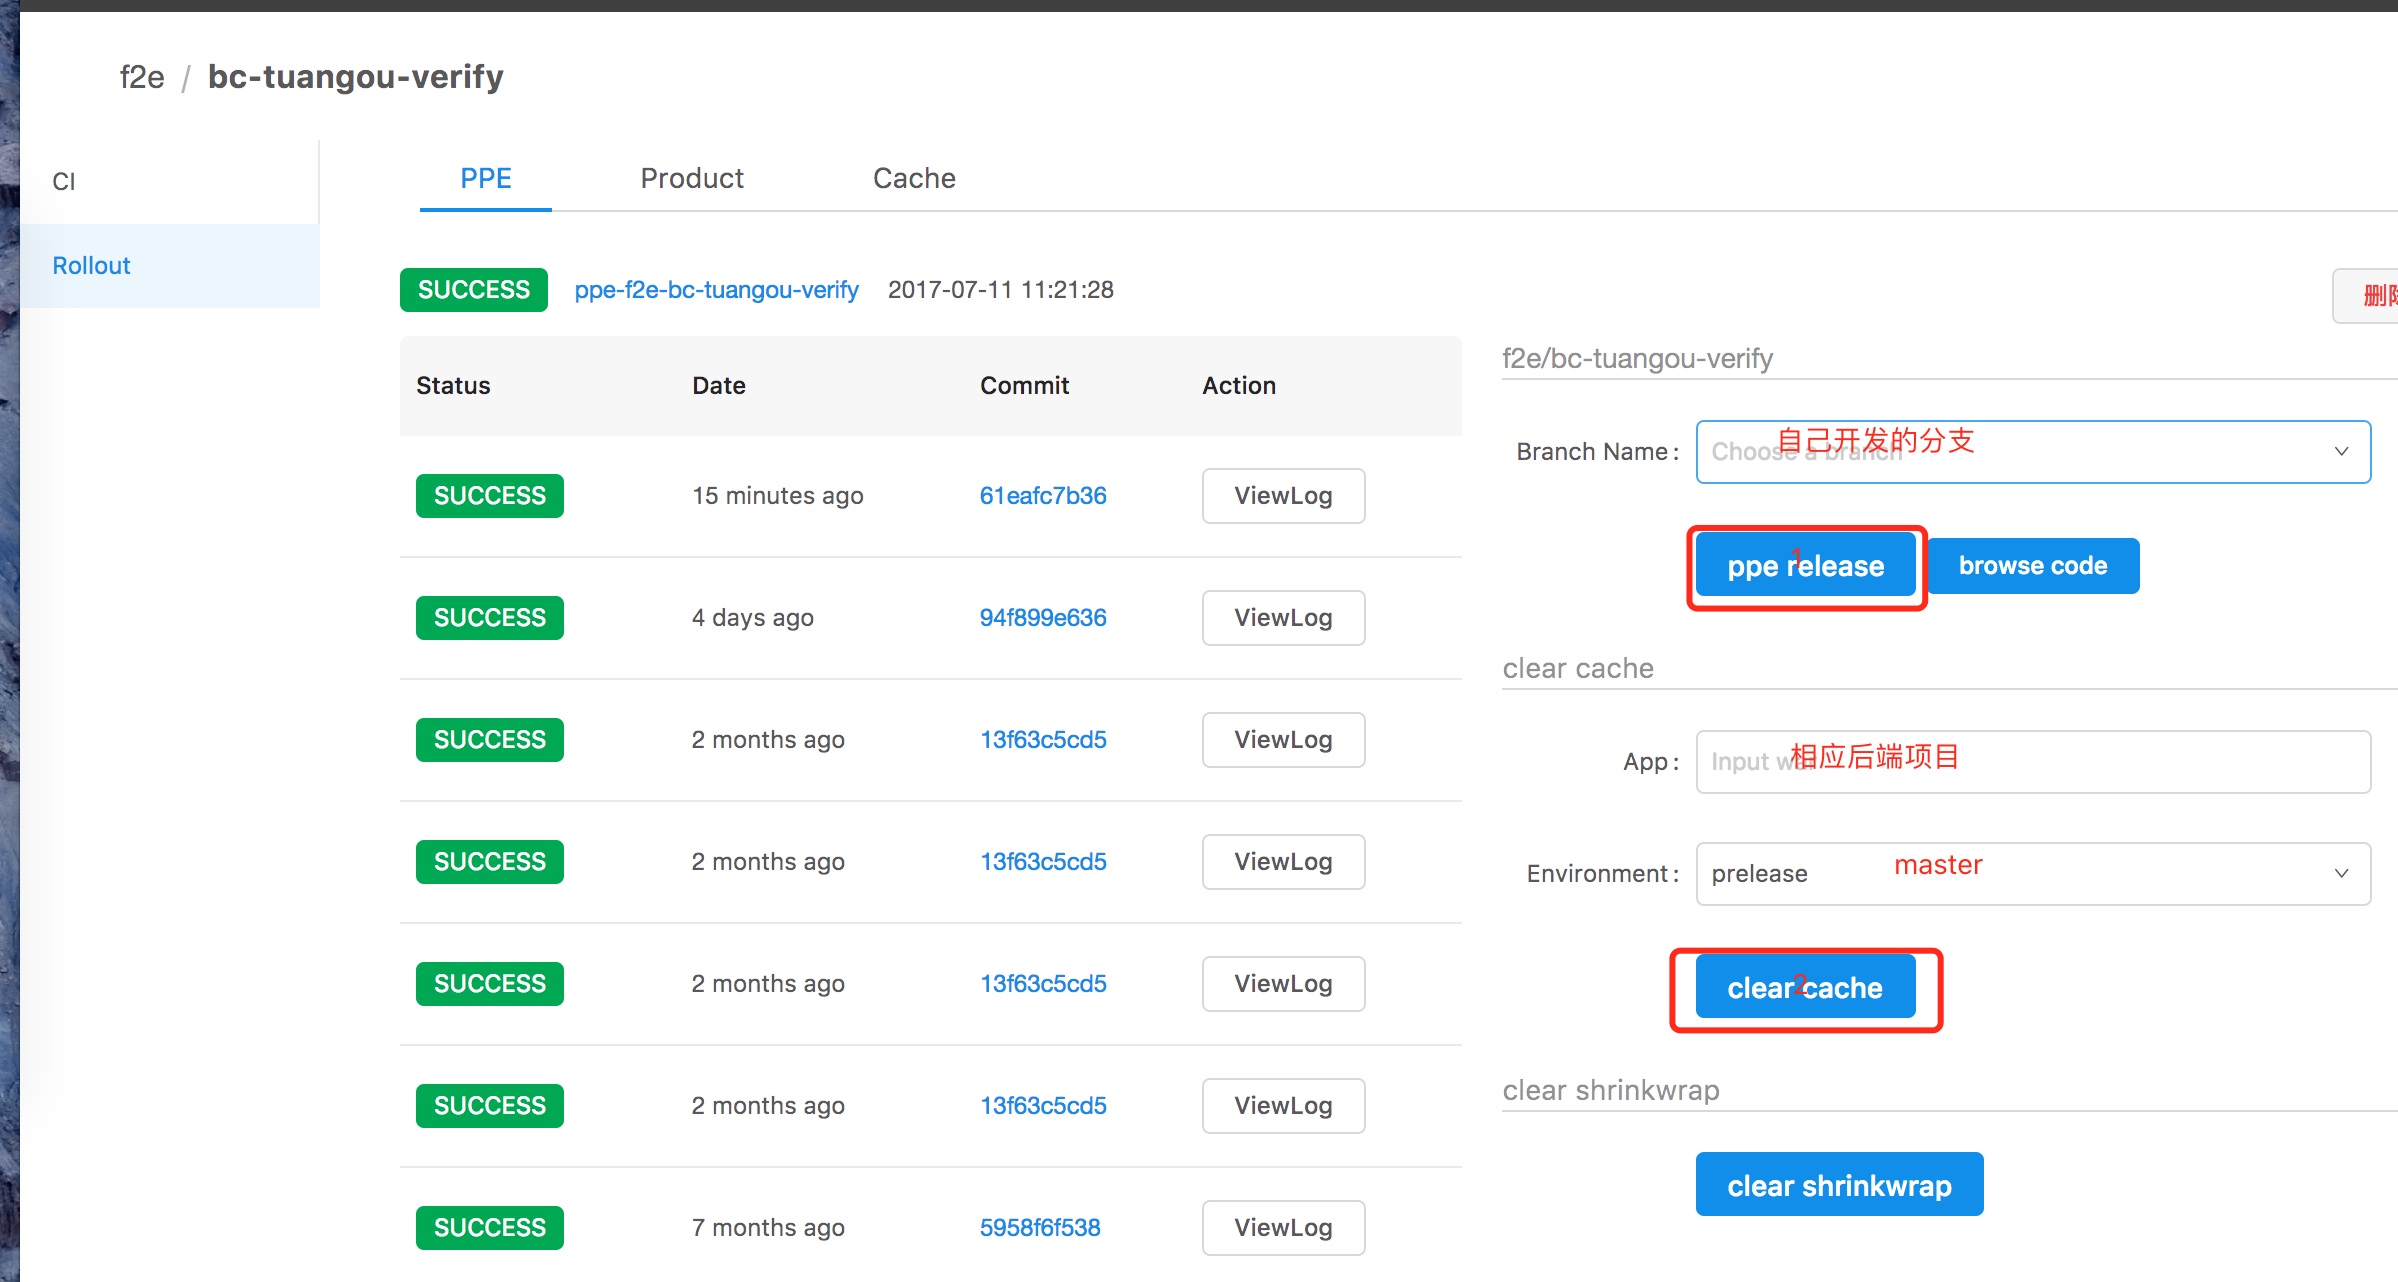 f2e / bc-tuangou-verify
CI
Rollout
PPE Product Cache
SUCCESS ppe-f2e-bc-tuangou-verify 2017-07-11 11:21:28
Status Date Commit Action
SUCCESS 15 minutes ago 61eafc7b36 ViewLog
SUCCESS 4 days ago 94f899e636 ViewLog
SUCCESS 2 months ago 13f63c5cd5 ViewLog
SUCCESS 2 months ago 13f63c5cd5 ViewLog
SUCCESS 2 months ago 13f63c5cd5 ViewLog
SUCCESS 2 months ago 13f63c5cd5 ViewLog
SUCCESS 7 months ago 5958f6f538 ViewLog
删
f2e/bc-tuangou-verify
Branch Name: Choose a branch
自己开发的分支
ppe release
1
browse code
clear cache
App: Input
相应后端项目
Environment: prelease
master
clear cache
2
clear shrinkwrap
clear shrinkwrap